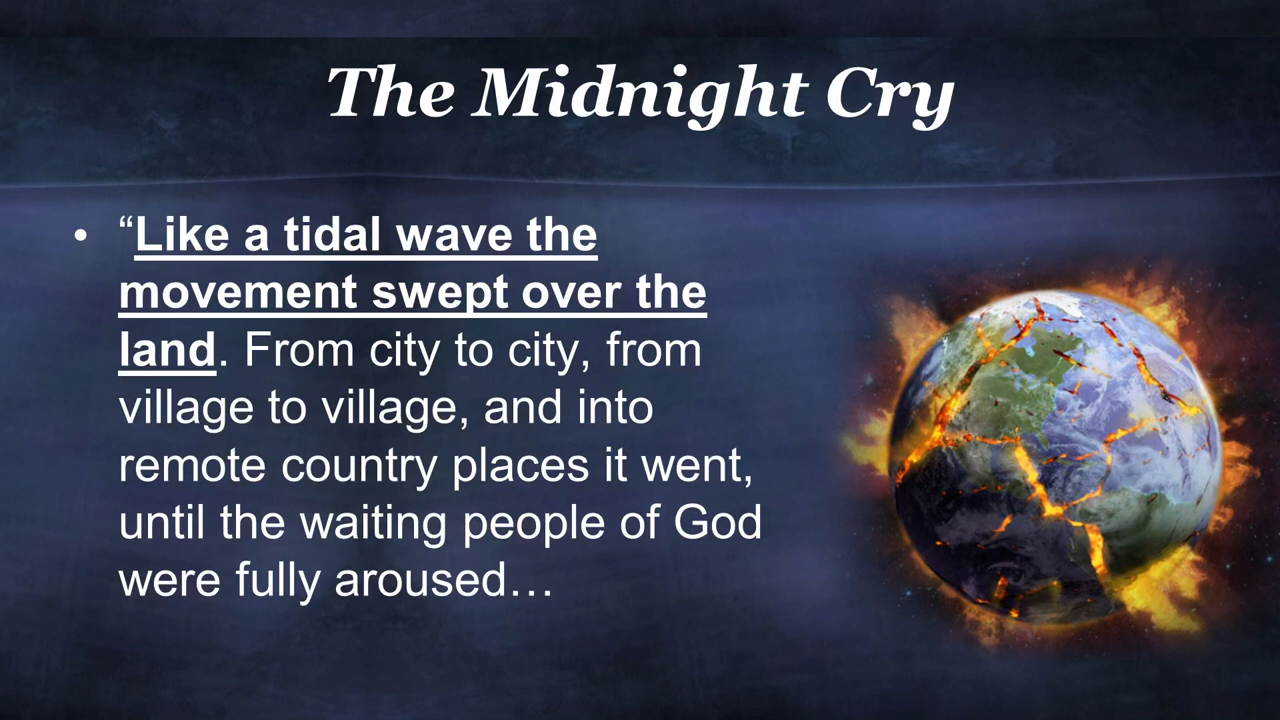 The Midnight Cry
• “Like a tidal wave the
movement swept over the
land. From city to city, from
village to village, and into
remote country places it went,
until the waiting people of God
were fully aroused…